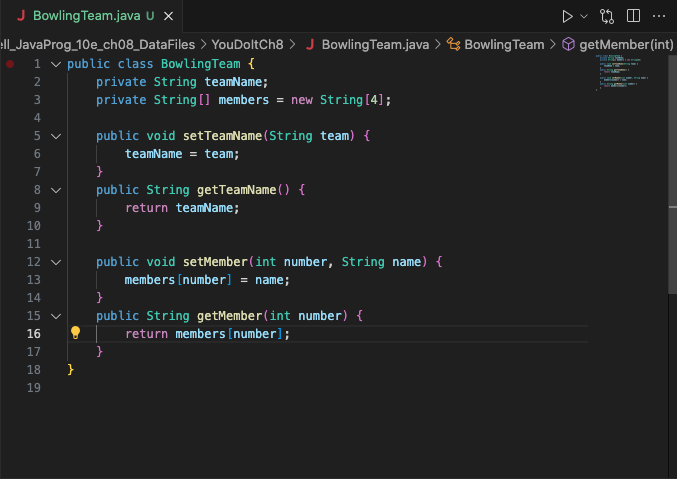 BowlingTeam.java U
ell_JavaProg_10e_ch08_DataFiles > YouDoItCh8 > BowlingTeam.java > BowlingTeam > getMember(int)
1 public class BowlingTeam {
2     private String teamName;
3     private String[] members = new String[4];
4
5     public void setTeamName(String team) {
6         teamName = team;
7     }
8     public String getTeamName() {
9         return teamName;
10     }
11
12     public void setMember(int number, String name) {
13         members[number] = name;
14     }
15     public String getMember(int number) {
16         return members[number];
17     }
18 }
19